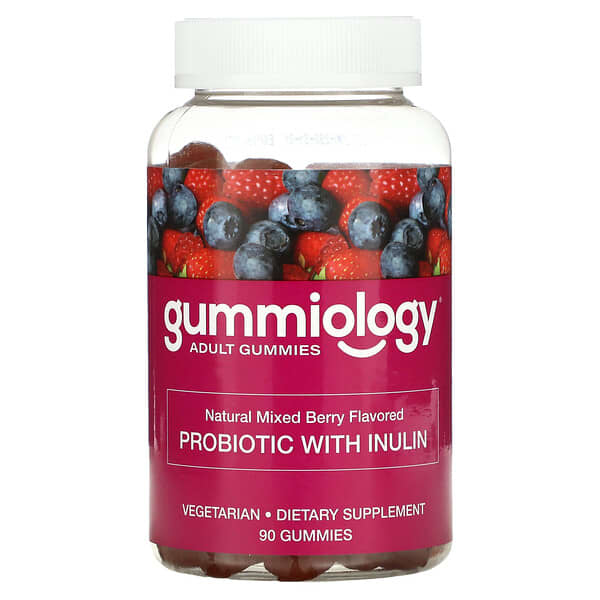 gummiology®
ADULT GUMMIES
Natural Mixed Berry Flavored
PROBIOTIC WITH INULIN
VEGETARIAN • DIETARY SUPPLEMENT
90 GUMMIES